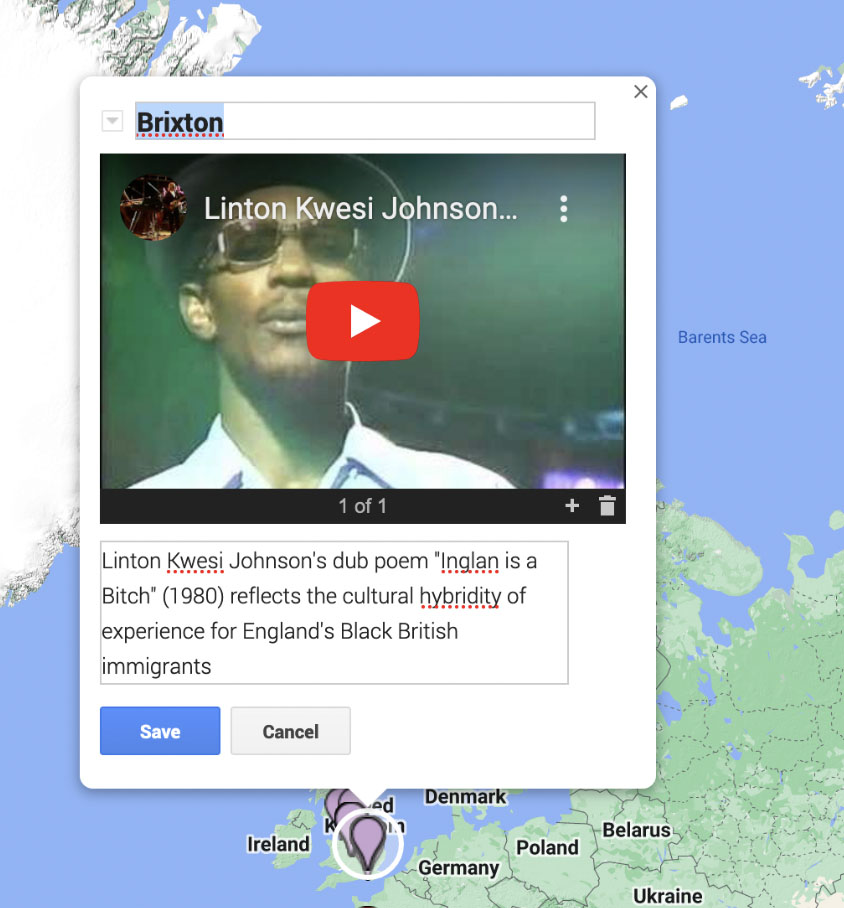 Brixton
Linton Kwesi Johnson...
Barents Sea
1 of 1
Linton Kwesi Johnson's dub poem "Inglan is a
Bitch" (1980) reflects the cultural hybridity of
experience for England's Black British
immigrants
Save
Cancel
Denmark
Ireland
Belarus
Poland
Germany
Ukraine